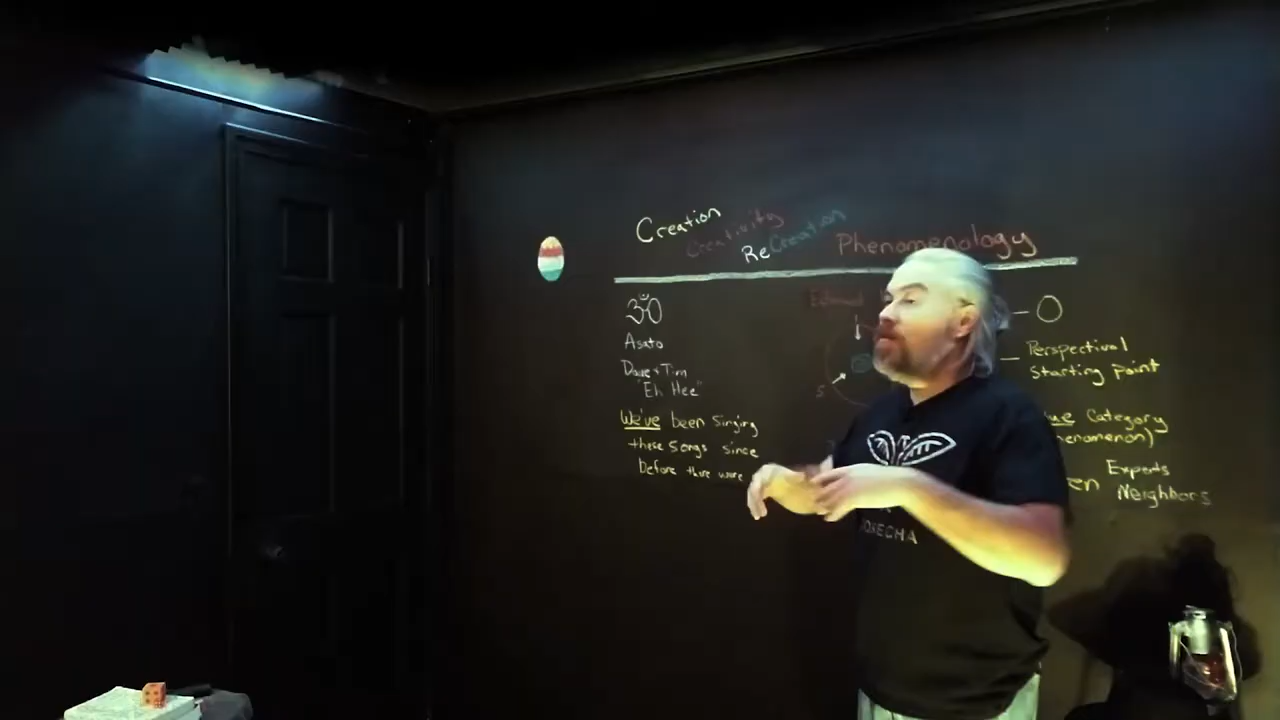 Creation
Creativity
ReCreation
Phenomenology
ॐ
Asato
Dave + Tim
"Eh Hee"
We've been singing
these songs since
before there were
Edmund
S
– O
– Perspectival
Starting point
Category
Experts
Neighbors